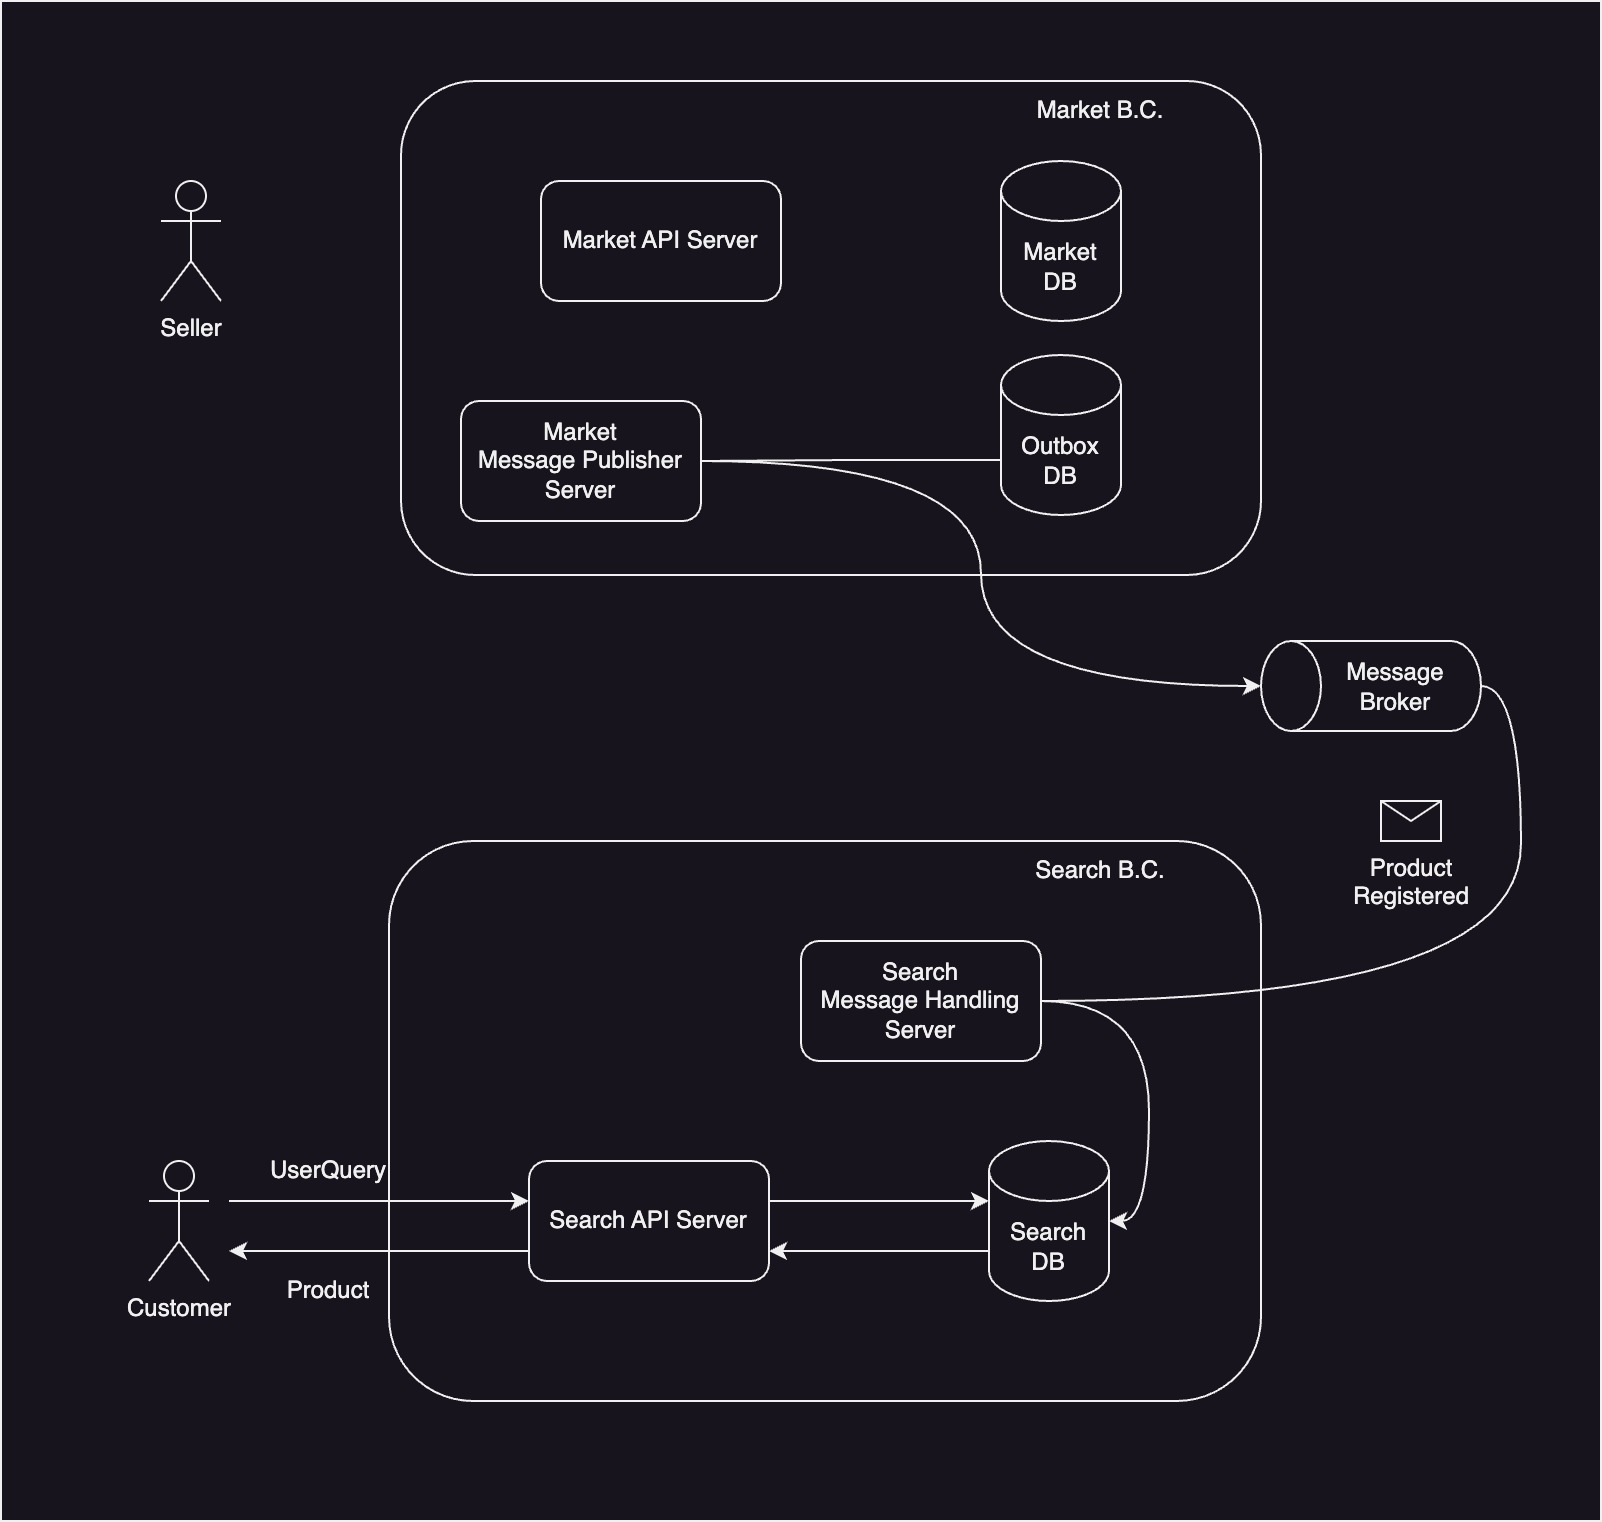 Market B.C.
Market API Server
Market
DB
Seller
Market
Message Publisher
Server
Outbox
DB
Message
Broker
Product
Registered
Search B.C.
Search
Message Handling
Server
UserQuery
Search API Server
Search
DB
Product
Customer